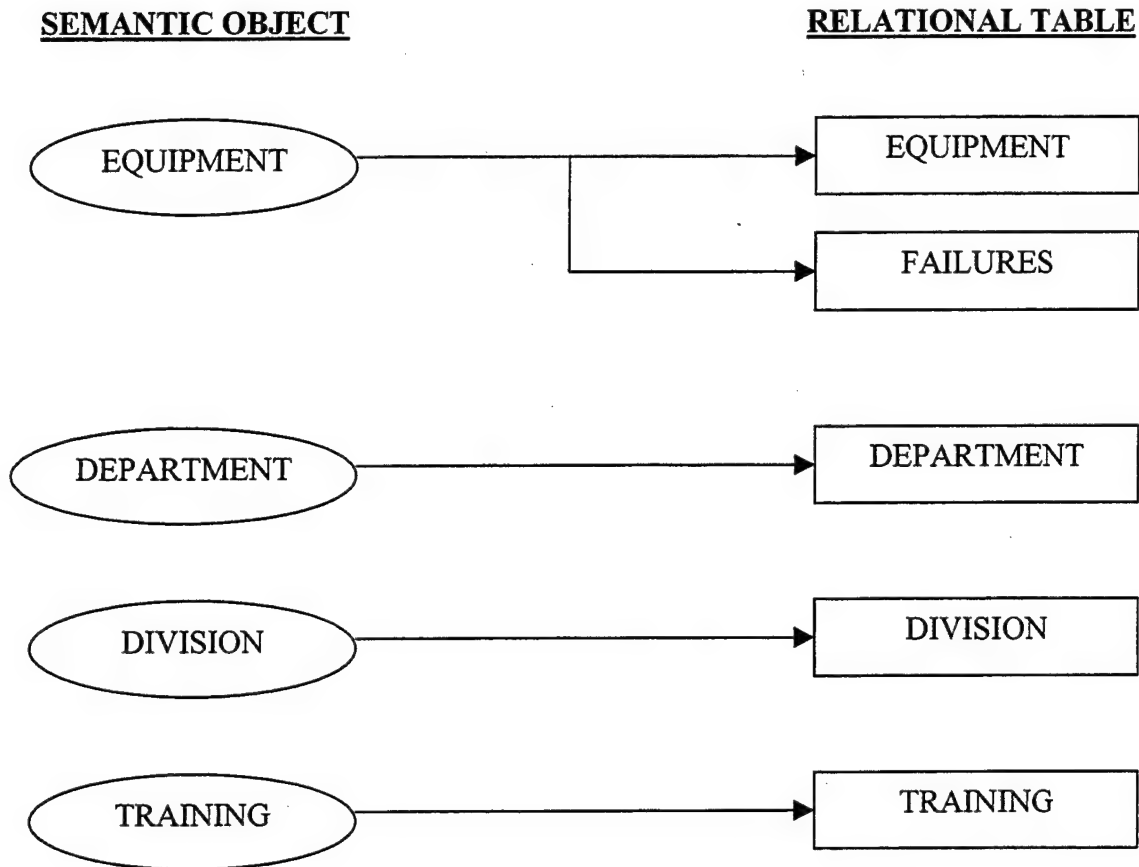 SEMANTIC OBJECT RELATIONAL TABLE
EQUIPMENT EQUIPMENT
FAILURES
DEPARTMENT DEPARTMENT
DIVISION DIVISION
TRAINING TRAINING